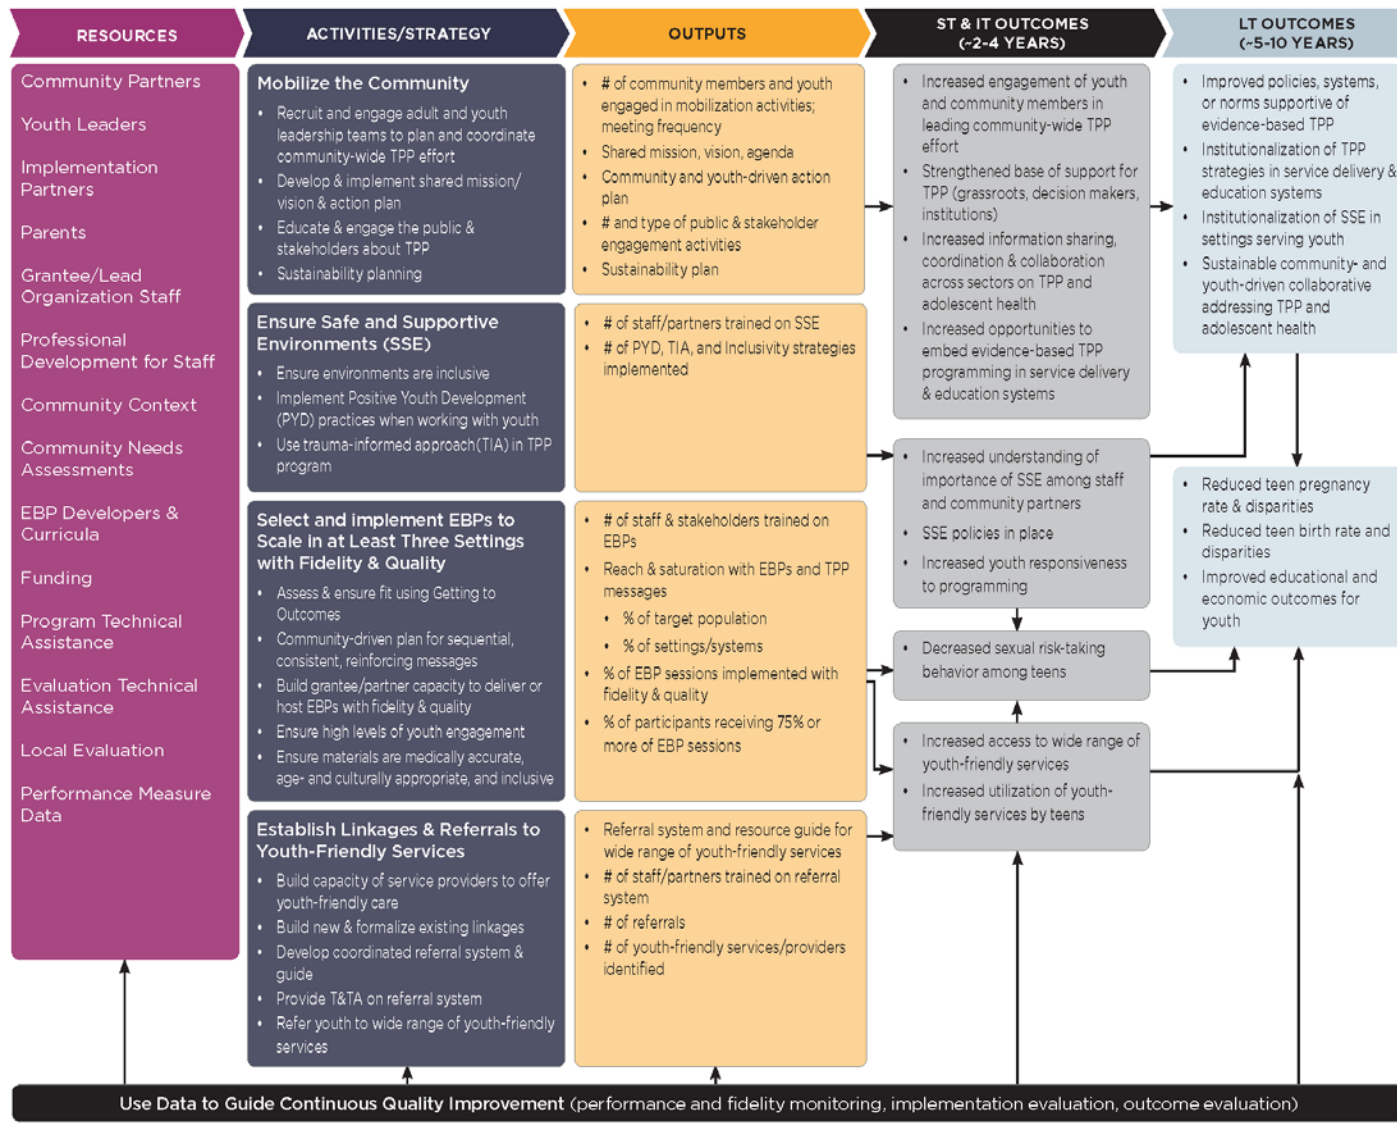 RESOURCES
ACTIVITIES/STRATEGY
OUTPUTS
ST & IT OUTCOMES
(~2-4 YEARS)
LT OUTCOMES
(~5-10 YEARS)
Community Partners
Youth Leaders
Implementation
Partners
Parents
Grantee/Lead
Organization Staff
Professional
Development for Staff
Community Context
Community Needs
Assessments
EBP Developers &
Curricula
Funding
Program Technical
Assistance
Evaluation Technical
Assistance
Local Evaluation
Performance Measure
Data
Mobilize the Community
• Recruit and engage adult and youth
leadership teams to plan and coordinate
community-wide TPP effort
• Develop & implement shared mission/
vision & action plan
• Educate & engage the public &
stakeholders about TPP
• Sustainability planning
Ensure Safe and Supportive
Environments (SSE)
• Ensure environments are inclusive
• Implement Positive Youth Development
(PYD) practices when working with youth
• Use trauma-informed approach(TIA) in TPP
program
Select and implement EBPs to
Scale in at Least Three Settings
with Fidelity & Quality
• Assess & ensure fit using Getting to
Outcomes
• Community-driven plan for sequential,
consistent, reinforcing messages
• Build grantee/partner capacity to deliver or
host EBPs with fidelity & quality
• Ensure high levels of youth engagement
• Ensure materials are medically accurate,
age- and culturally appropriate, and inclusive
Establish Linkages & Referrals to
Youth-Friendly Services
• Build capacity of service providers to offer
youth-friendly care
• Build new & formalize existing linkages
• Develop coordinated referral system &
guide
• Provide T&TA on referral system
• Refer youth to wide range of youth-friendly
services
• # of community members and youth
engaged in mobilization activities;
meeting frequency
• Shared mission, vision, agenda
• Community and youth-driven action
plan
• # and type of public & stakeholder
engagement activities
• Sustainability plan
• # of staff/partners trained on SSE
• # of PYD, TIA, and Inclusivity strategies
implemented
• # of staff & stakeholders trained on
EBPs
• Reach & saturation with EBPs and TPP
messages
• % of target population
• % of settings/systems
• % of EBP sessions implemented with
fidelity & quality
• % of participants receiving 75% or
more of EBP sessions
• Referral system and resource guide for
wide range of youth-friendly services
• # of staff/partners trained on referral
system
• # of referrals
• # of youth-friendly services/providers
identified
• Increased engagement of youth
and community members in
leading community-wide TPP
effort
• Strengthened base of support for
TPP (grassroots, decision makers,
institutions)
• Increased information sharing,
coordination & collaboration
across sectors on TPP and
adolescent health
• Increased opportunities to
embed evidence-based TPP
programming in service delivery
& education systems
• Increased understanding of
importance of SSE among staff
and community partners
• SSE policies in place
• Increased youth responsiveness
to programming
• Decreased sexual risk-taking
behavior among teens
• Increased access to wide range of
youth-friendly services
• Increased utilization of youth-
friendly services by teens
• Improved policies, systems,
or norms supportive of
evidence-based TPP
• Institutionalization of TPP
strategies in service delivery &
education systems
• Institutionalization of SSE in
settings serving youth
• Sustainable community- and
youth-driven collaborative
addressing TPP and
adolescent health
• Reduced teen pregnancy
rate & disparities
• Reduced teen birth rate and
disparities
• Improved educational and
economic outcomes for
youth
Use Data to Guide Continuous Quality Improvement (performance and fidelity monitoring, implementation evaluation, outcome evaluation)